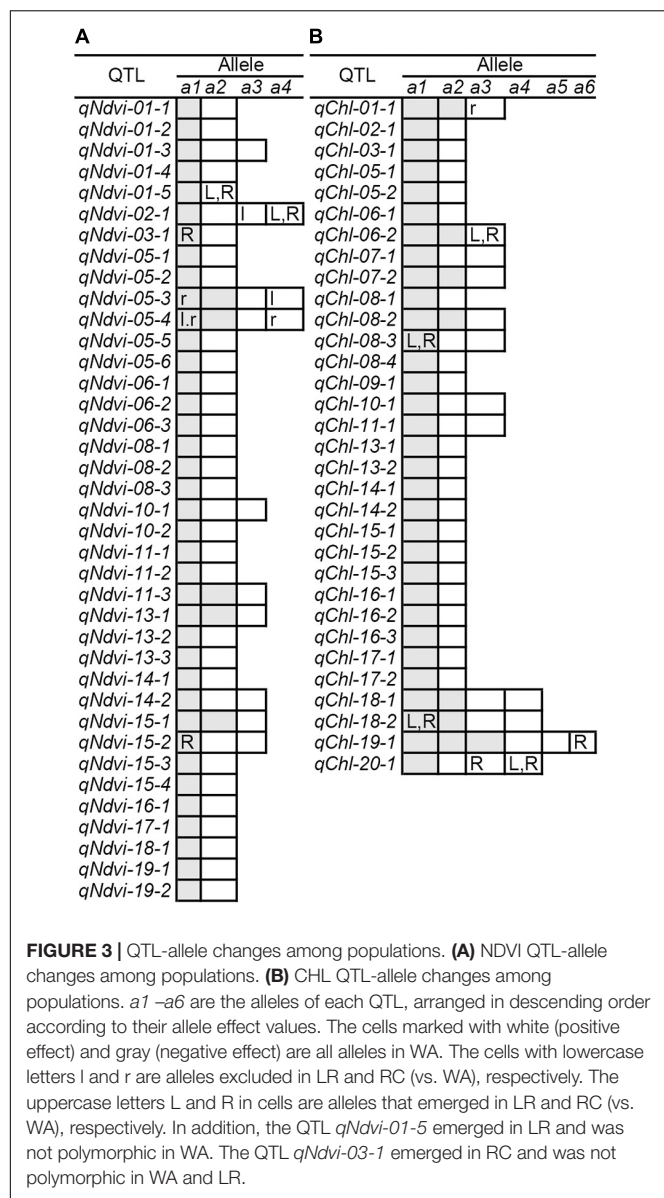 A
QTL Allele
a1 a2 a3 a4
qNdvi-01-1
qNdvi-01-2
qNdvi-01-3
qNdvi-01-4
qNdvi-01-5 L,R
qNdvi-02-1 l L,R
qNdvi-03-1 R
qNdvi-05-1
qNdvi-05-2
qNdvi-05-3 r l
qNdvi-05-4 l.r r
qNdvi-05-5
qNdvi-05-6
qNdvi-06-1
qNdvi-06-2
qNdvi-06-3
qNdvi-08-1
qNdvi-08-2
qNdvi-08-3
qNdvi-10-1
qNdvi-10-2
qNdvi-11-1
qNdvi-11-2
qNdvi-11-3
qNdvi-13-1
qNdvi-13-2
qNdvi-13-3
qNdvi-14-1
qNdvi-14-2
qNdvi-15-1
qNdvi-15-2 R
qNdvi-15-3
qNdvi-15-4
qNdvi-16-1
qNdvi-17-1
qNdvi-18-1
qNdvi-19-1
qNdvi-19-2
B
QTL Allele
a1 a2 a3 a4 a5 a6
qChl-01-1 r
qChl-02-1
qChl-03-1
qChl-05-1
qChl-05-2
qChl-06-1
qChl-06-2 L,R
qChl-07-1
qChl-07-2
qChl-08-1
qChl-08-2
qChl-08-3 L,R
qChl-08-4
qChl-09-1
qChl-10-1
qChl-11-1
qChl-13-1
qChl-13-2
qChl-14-1
qChl-14-2
qChl-15-1
qChl-15-2
qChl-15-3
qChl-16-1
qChl-16-2
qChl-16-3
qChl-17-1
qChl-17-2
qChl-18-1
qChl-18-2 L,R
qChl-19-1 R
qChl-20-1 R L,R
FIGURE 3 | QTL-allele changes among populations. (A) NDVI QTL-allele
changes among populations. (B) CHL QTL-allele changes among
populations. a1 –a6 are the alleles of each QTL, arranged in descending order
according to their allele effect values. The cells marked with white (positive
effect) and gray (negative effect) are all alleles in WA. The cells with lowercase
letters l and r are alleles excluded in LR and RC (vs. WA), respectively. The
uppercase letters L and R in cells are alleles that emerged in LR and RC (vs.
WA), respectively. In addition, the QTL qNdvi-01-5 emerged in LR and was
not polymorphic in WA. The QTL qNdvi-03-1 emerged in RC and was not
polymorphic in WA and LR.